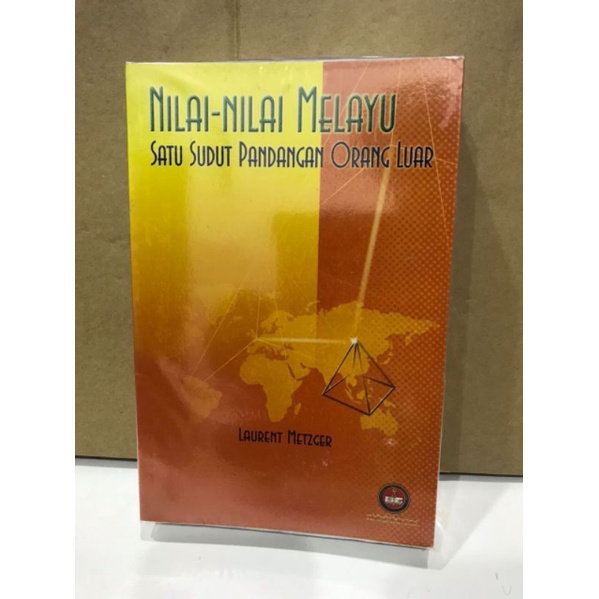 NILAI-NILAI MELAYU
SATU SUDUT PANDANGAN ORANG LUAR
LAURENT METZGER